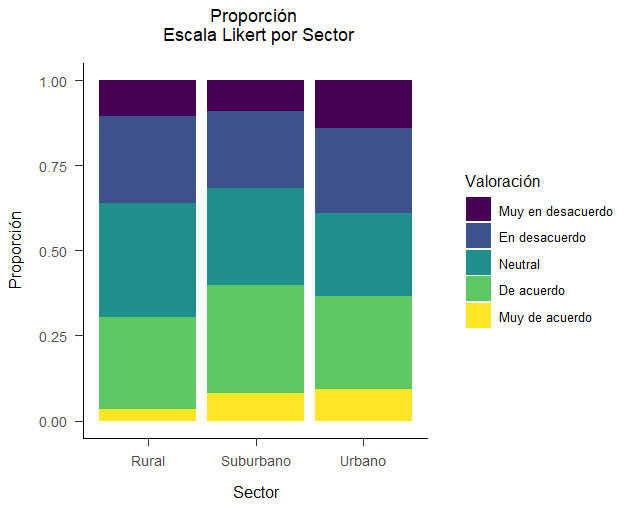 Proporción
Escala Likert por Sector
Proporción
1.00
0.75
0.50
0.25
0.00
Rural
Suburbano
Urbano
Sector
Valoración
Muy en desacuerdo
En desacuerdo
Neutral
De acuerdo
Muy de acuerdo